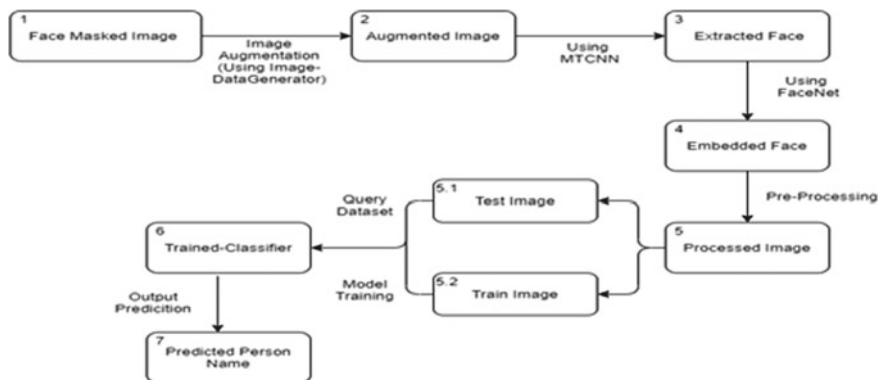 1
Face Masked Image
Image
Augmentation
(Using Image-
DataGenerator)
2
Augmented Image
Using
MTCNN
3
Extracted Face
Using
FaceNet
4
Embedded Face
Pre-Processing
5
Processed Image
5.1
Test Image
5.2
Train Image
Query
Dataset
Model
Training
6
Trained-Classifier
Output
Predicition
7
Predicted Person
Name